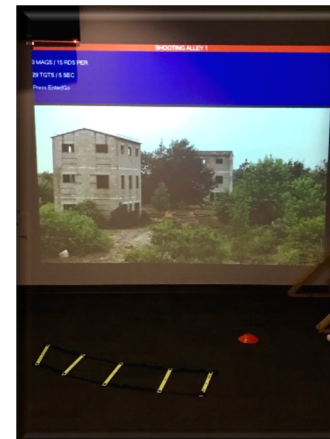 SHOOTING ALLEY 1
3 MAGS / 15 RDS PER
29 TGTS / 5 SEC
Press Enter/Go